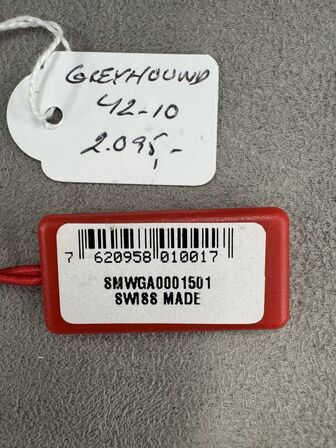 GREYHOUND
42-10
2.095,-
7 620958 010017
SMWGA0001501
SWISS MADE